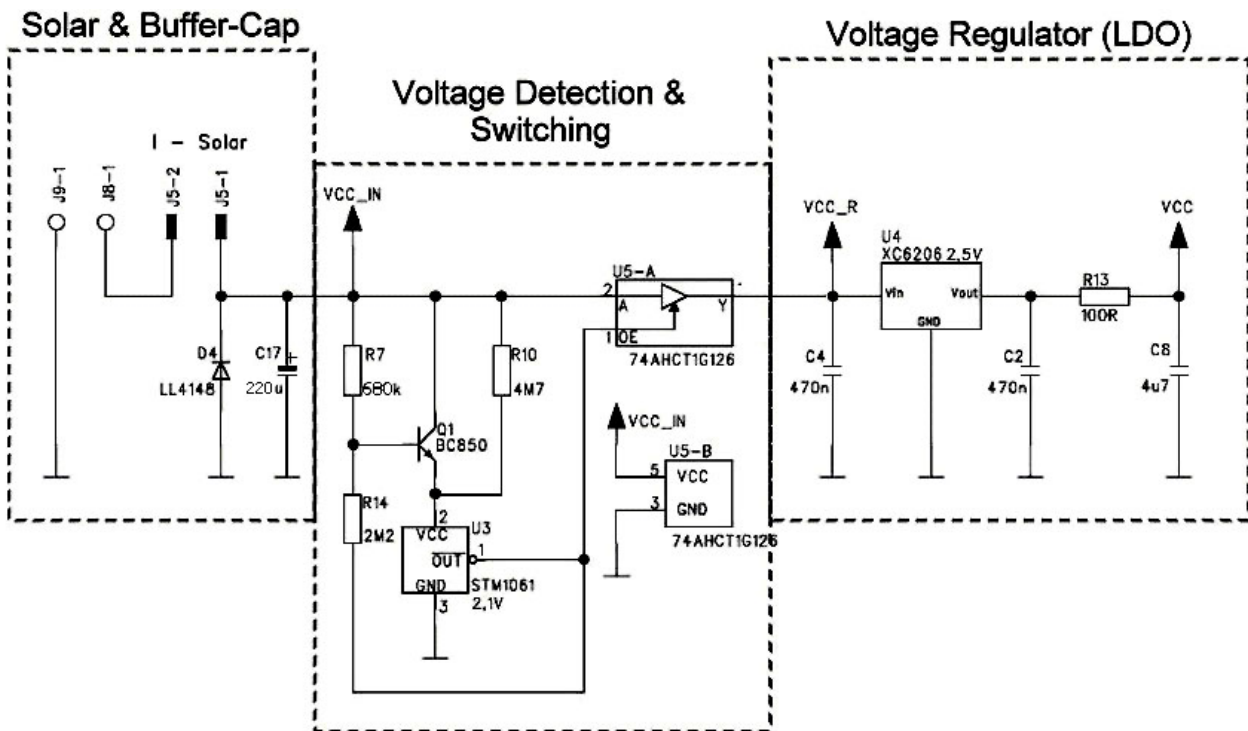 Solar & Buffer-Cap
Voltage Detection &
Switching
Voltage Regulator (LDO)
I - Solar
J9-1
J8-1
J5-2
J5-1
D4
LL4148
C17
+
220u
VCC_IN
R7
680k
R10
4M7
Q1
BC850
R14
2M2
2
U3
VCC
OUT
1
GND
STM1061
2,1V
3
U5-A
2
A
Y
1
OE
74AHCT1G126
VCC_IN
U5-B
5
VCC
3
GND
74AHCT1G126
VCC_R
U4
XC6206 2,5V
Vin
Vout
GND
C4
470n
C2
470n
R13
100R
VCC
C8
4u7